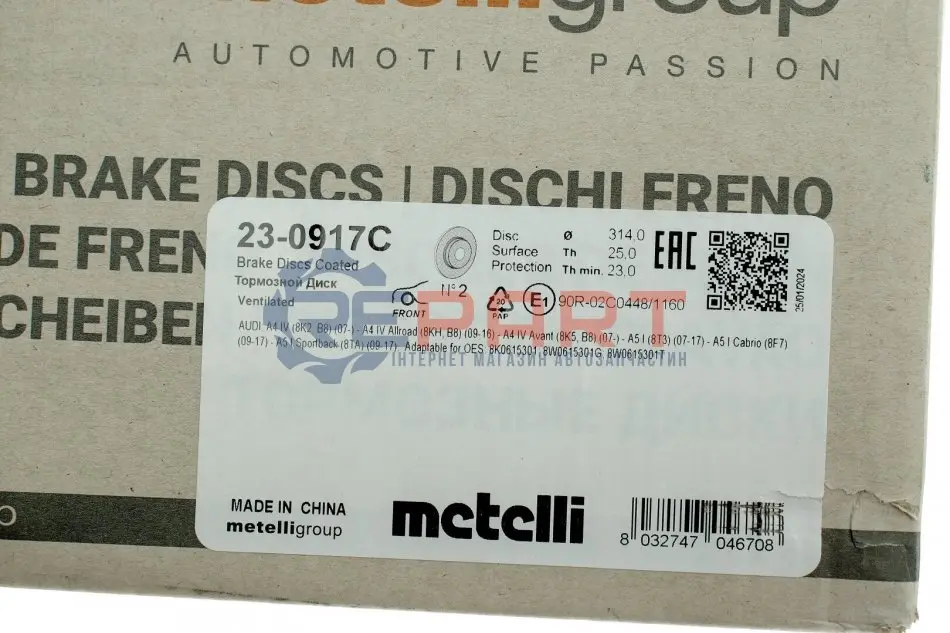 metelligroup
AUTOMOTIVE PASSION
BRAKE DISCS | DISCHI FRENO
DE FREN
SCHEIBE
23-0917C
Brake Discs Coated
Тормозной Диск
Ventilated
FRONT
N°2
20
PAP
Disc Ø 314,0
Surface Th 25,0
Protection Th min. 23,0
E1 90R-02C0448/1160
EAC
25/01/2024
AUDI A4 IV (8K2, B8) (07-) - A4 IV Allroad (8KH, B8) (09-16) - A4 IV Avant (8K5, B8) (07-) - A5 I (8T3) (07-17) - A5 I Cabrio (8F7)
(09-17) - A5 I Sportback (8TA) (09-17) Adaptable for OES: 8K0615301, 8W0615301G, 8W0615301T
PART
ІНТЕРНЕТ МАГАЗИН АВТОЗАПЧАСТИН
MADE IN CHINA
metelligroup
metelli
8 032747 046708